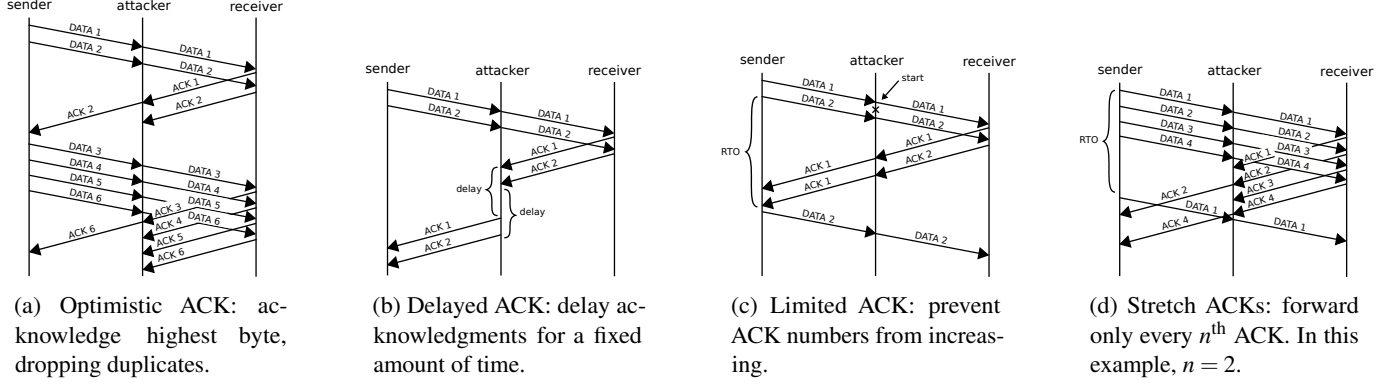 sender
attacker
receiver
DATA 1
DATA 2
DATA 1
DATA 2
ACK 1
ACK 2
ACK 2
DATA 3
DATA 4
DATA 5
DATA 6
DATA 3
DATA 4
DATA 5
DATA 6
ACK 3
ACK 4
ACK 5
ACK 6
ACK 6
(a) Optimistic ACK: ac-
knowledge highest byte,
dropping duplicates.
sender
attacker
receiver
DATA 1
DATA 2
DATA 1
DATA 2
ACK 1
ACK 2
delay
delay
ACK 1
ACK 2
(b) Delayed ACK: delay ac-
knowledgments for a fixed
amount of time.
sender
attacker
receiver
start
DATA 1
DATA 2
DATA 1
DATA 2
RTO
ACK 1
ACK 2
ACK 1
ACK 1
DATA 2
DATA 2
(c) Limited ACK: prevent
ACK numbers from increas-
ing.
sender
attacker
receiver
DATA 1
DATA 2
DATA 3
DATA 4
DATA 1
DATA 2
DATA 3
DATA 4
RTO
ACK 1
ACK 2
ACK 3
ACK 4
ACK 2
ACK 4
DATA 1
DATA 1
(d) Stretch ACKs: forward
only every nth ACK. In this
example, n = 2.